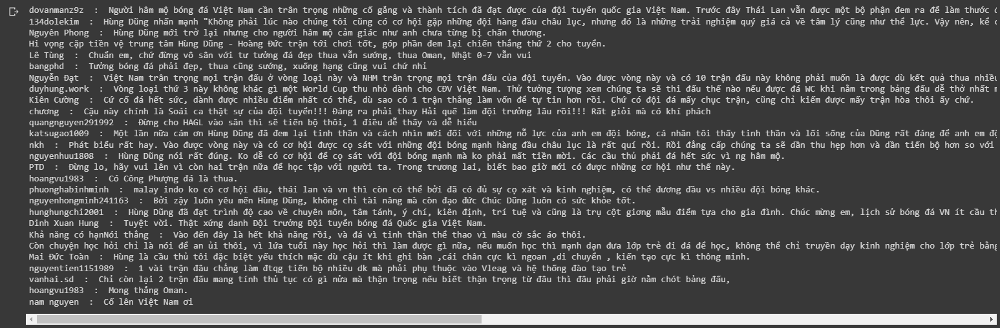 dovanmanz9z  :  Người hâm mộ bóng đá Việt Nam cần trân trọng những cố gắng và thành tích đã đạt được của đội tuyển quốc gia Việt Nam. Trước đây Thái Lan vẫn được một bộ phận đem ra để làm thước
134dolekim  :  Hùng Dũng nhấn mạnh "Không phải lúc nào chúng tôi cũng có cơ hội gặp những đội hàng đầu châu lục, nhưng đó là những trải nghiệm quý giá cả về tâm lý cũng như thể lực. Vậy nên, kể
Nguyên Phong  :  Hùng Dũng mới trở lại nhưng cho người hâm mộ cảm giác như anh chưa từng bị chấn thương.
Hi vọng cặp tiền vệ trung tâm Hùng Dũng - Hoàng Đức trận tới chơi tốt, góp phần đem lại chiến thắng thứ 2 cho tuyển.
Lê Tùng  :  Chuẩn em, chứ đừng vô sân với tư tưởng đá đẹp thua vẫn sướng, thua Oman, Nhật 0-7 vẫn vui
bangphd  :  Tưởng bóng đá phải đẹp, thua cũng sướng, xuống hạng cũng vui chứ nhỉ
Nguyễn Đạt  :  Việt Nam trân trọng mọi trận đấu ở vòng loại này và NHM trân trọng mọi trận đấu của đội tuyển. Vào được vòng này và có 10 trận đấu này không phải muốn là được dù kết quả thua nhiều
duyhung.work  :  Vòng loại thứ 3 này không khác gì một World Cup thu nhỏ dành cho CĐV Việt Nam. Thử tưởng tượng xem chúng ta sẽ thi đấu thế nào nếu được đá WC khi nằm trong bảng đấu dễ thở nhất
Kiên Cường  :  Cứ cố đá hết sức, dành được nhiều điểm nhất có thể, dù sao có 1 trận thắng làm vốn để tự tin hơn rồi. Chứ có đội đá mấy chục trận, cũng chỉ kiếm được mấy trận hòa thôi ấy chứ.
chương  :  Cậu này chính là Soái ca thật sự của đội tuyển!!! Đáng ra phải thay Hải quế làm đội trưởng lâu rồi!!! Rất giỏi mà có khí phách
quangnguyen291992  :  Đừng cho HAGL vào sân thì sẽ tiến bộ thôi, 1 điều dễ thấy và dễ hiểu
katsugao1009  :  Một lần nữa cám ơn Hùng Dũng đã đem lại tinh thần và cách nhìn mới đối với những nỗ lực của anh em đội bóng, cá nhân tôi thấy tinh thần và lối sống của Dũng rất đáng để anh em
nkh  :  Phát biểu rất hay. Vào được vòng này và có cơ hội được cọ sát với những đội bóng mạnh hàng đầu châu lục là rất quí rồi. Rồi đẳng cấp chúng ta sẽ dần thu hẹp hơn và dần tiến bộ hơn so với
nguyenhuu1808  :  Hùng Dũng nói rất đúng. Ko dễ có cơ hội để cọ sát với đội bóng mạnh mà ko phải mất tiền mời. Các cầu thủ phải đá hết sức vì ng hâm mộ.
PTD  :  Đừng lo, hãy vui lên vì còn hai trận nữa để học tập với người ta. Trong trương lai, biết bao giờ mới có được những cơ hội như thế này.
hoangvu1983  :  Có Công Phượng đá là thua.
phuonghabinhminh  :  malay indo ko có cơ hội đâu, thái lan và vn thì còn có thể bởi đã có đủ sự cọ xát và kinh nghiệm, có thể đương đầu vs nhiều đội bóng khác.
nguyenhongminh241163  :  Bởi zậy luôn yêu mến Hùng Dũng, không chỉ tài năng mà còn đạo đức Chúc Dũng luôn có sức khỏe tốt.
hunghungchi2001  :  Hùng Dũng đã đạt trình độ cao về chuyên môn, tâm tánh, ý chí, kiên định, trí tuệ và cũng là trụ cột giơng mẫu điểm tựa cho gia đình. Chúc mừng em, lịch sử bóng đá VN ít cầu
Dinh Xuan Hung  :  Tuyệt vời. Thật xứng danh Đội trưởng Đội tuyển bóng đá Quốc gia Việt Nam.
Khả năng có hạnNói thẳng  :  Vào đến đây là hết khả năng rồi, và đá vì tinh thần thể thao vì màu cờ sắc áo thôi.
Còn chuyện học hỏi chỉ là nói để an ủi thôi, vì lứa tuổi này học hỏi thì làm được gì nữa, nếu muốn học thì mạnh dạn đưa lớp trẻ đi đá để học, không thể chỉ truyền dạy kinh nghiệm cho lớp trẻ bằng
Mai Đức Toàn  :  Hùng là cầu thủ tôi đặc biệt yếu thích mặc dù cậu ít khi ghi bàn ,cái chân cực kì ngoan ,di chuyển , kiến tạo cực kì thông minh.
nguyentien1151989  :  1 vài trận đâu chẳng làm đtqg tiến bộ nhiều dk mà phải phụ thuộc vào Vleag và hệ thống đào tạo trẻ
vanhai.sd  :  Chỉ còn lại 2 trận đấu mang tính thủ tục có gì nửa mà thận trọng nếu biết thận trọng từ đâu thì đâu phải giờ nằm chót bảng đấu,
hoangvu1983  :  Mong thắng Oman.
nam nguyen  :  Cố lên Việt Nam ơi